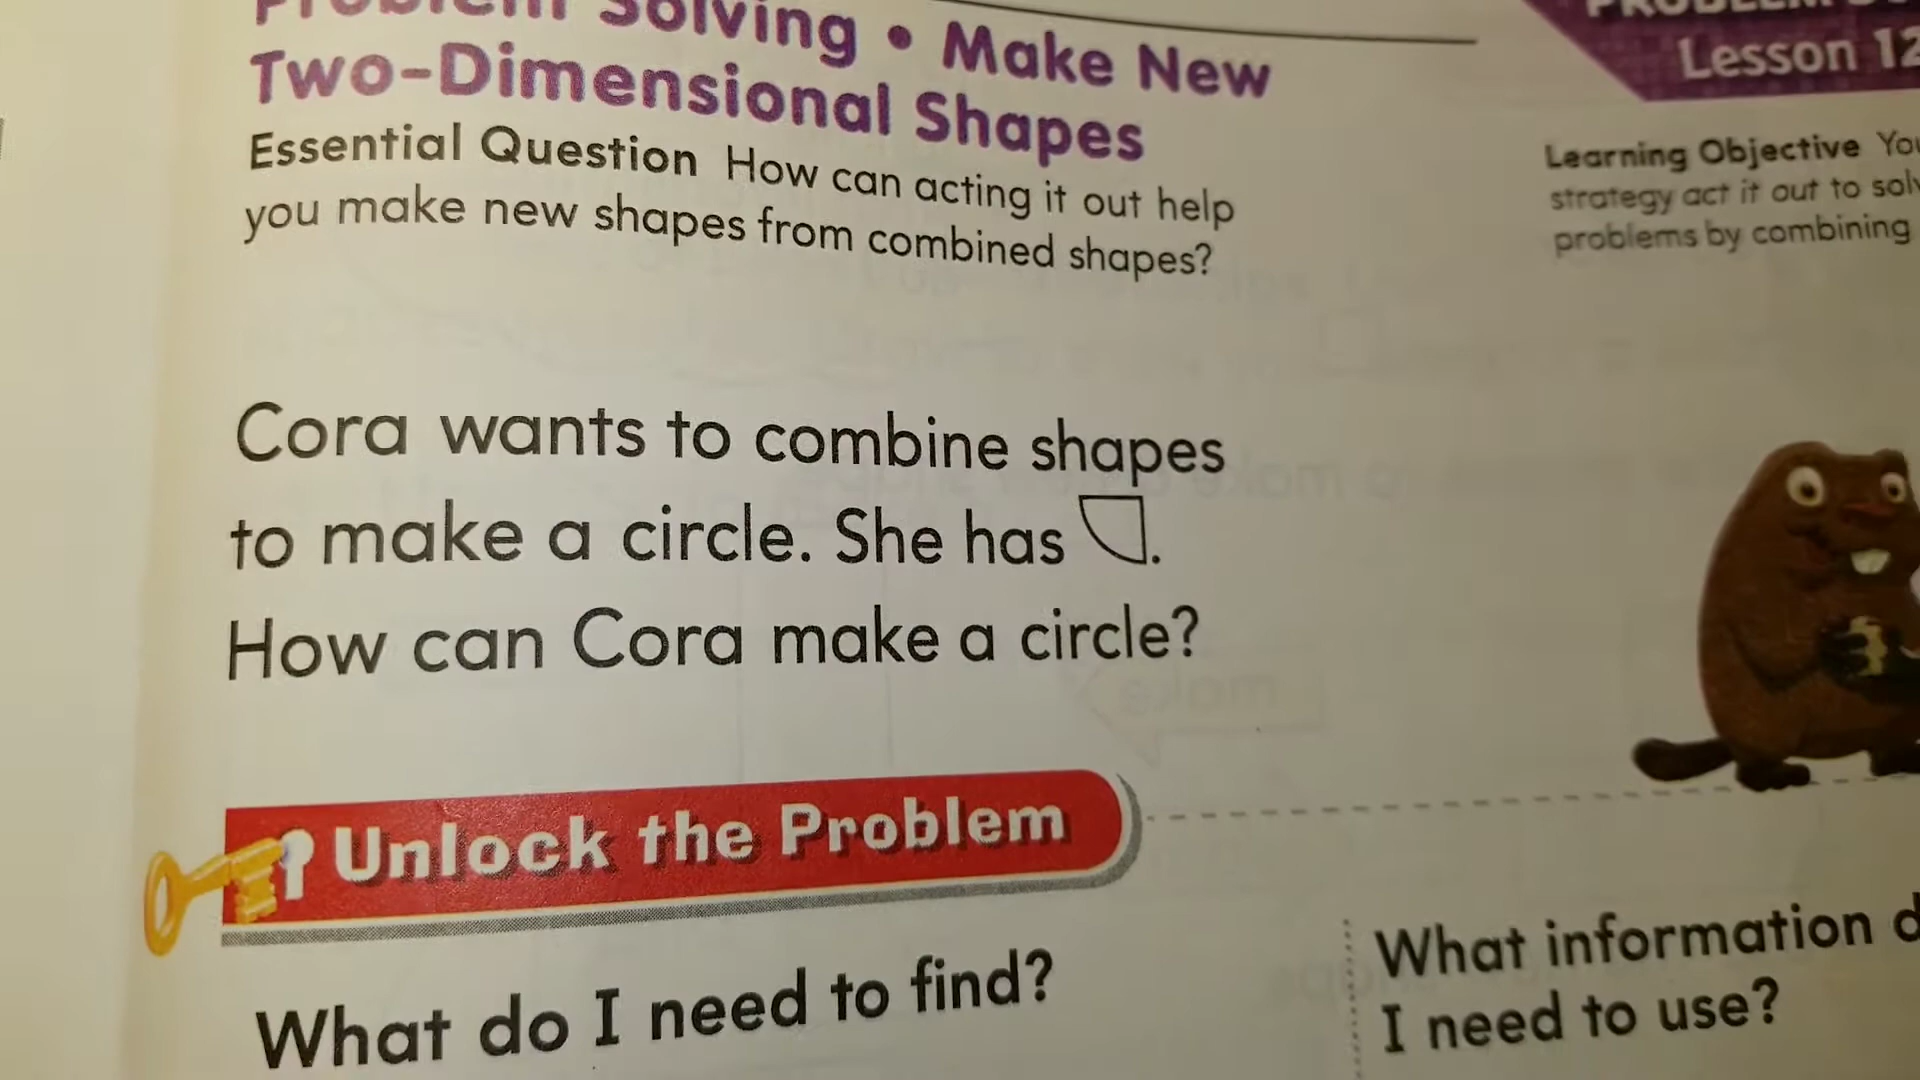 Problem Solving • Make New
Two-Dimensional Shapes
Essential Question How can acting it out help
you make new shapes from combined shapes?
Lesson 12
Learning Objective
strategy act it out to
problems by combining
Cora wants to combine shapes
to make a circle. She has .
How can Cora make a circle?
Unlock the Problem
What do I need to find?
What information
I need to use?